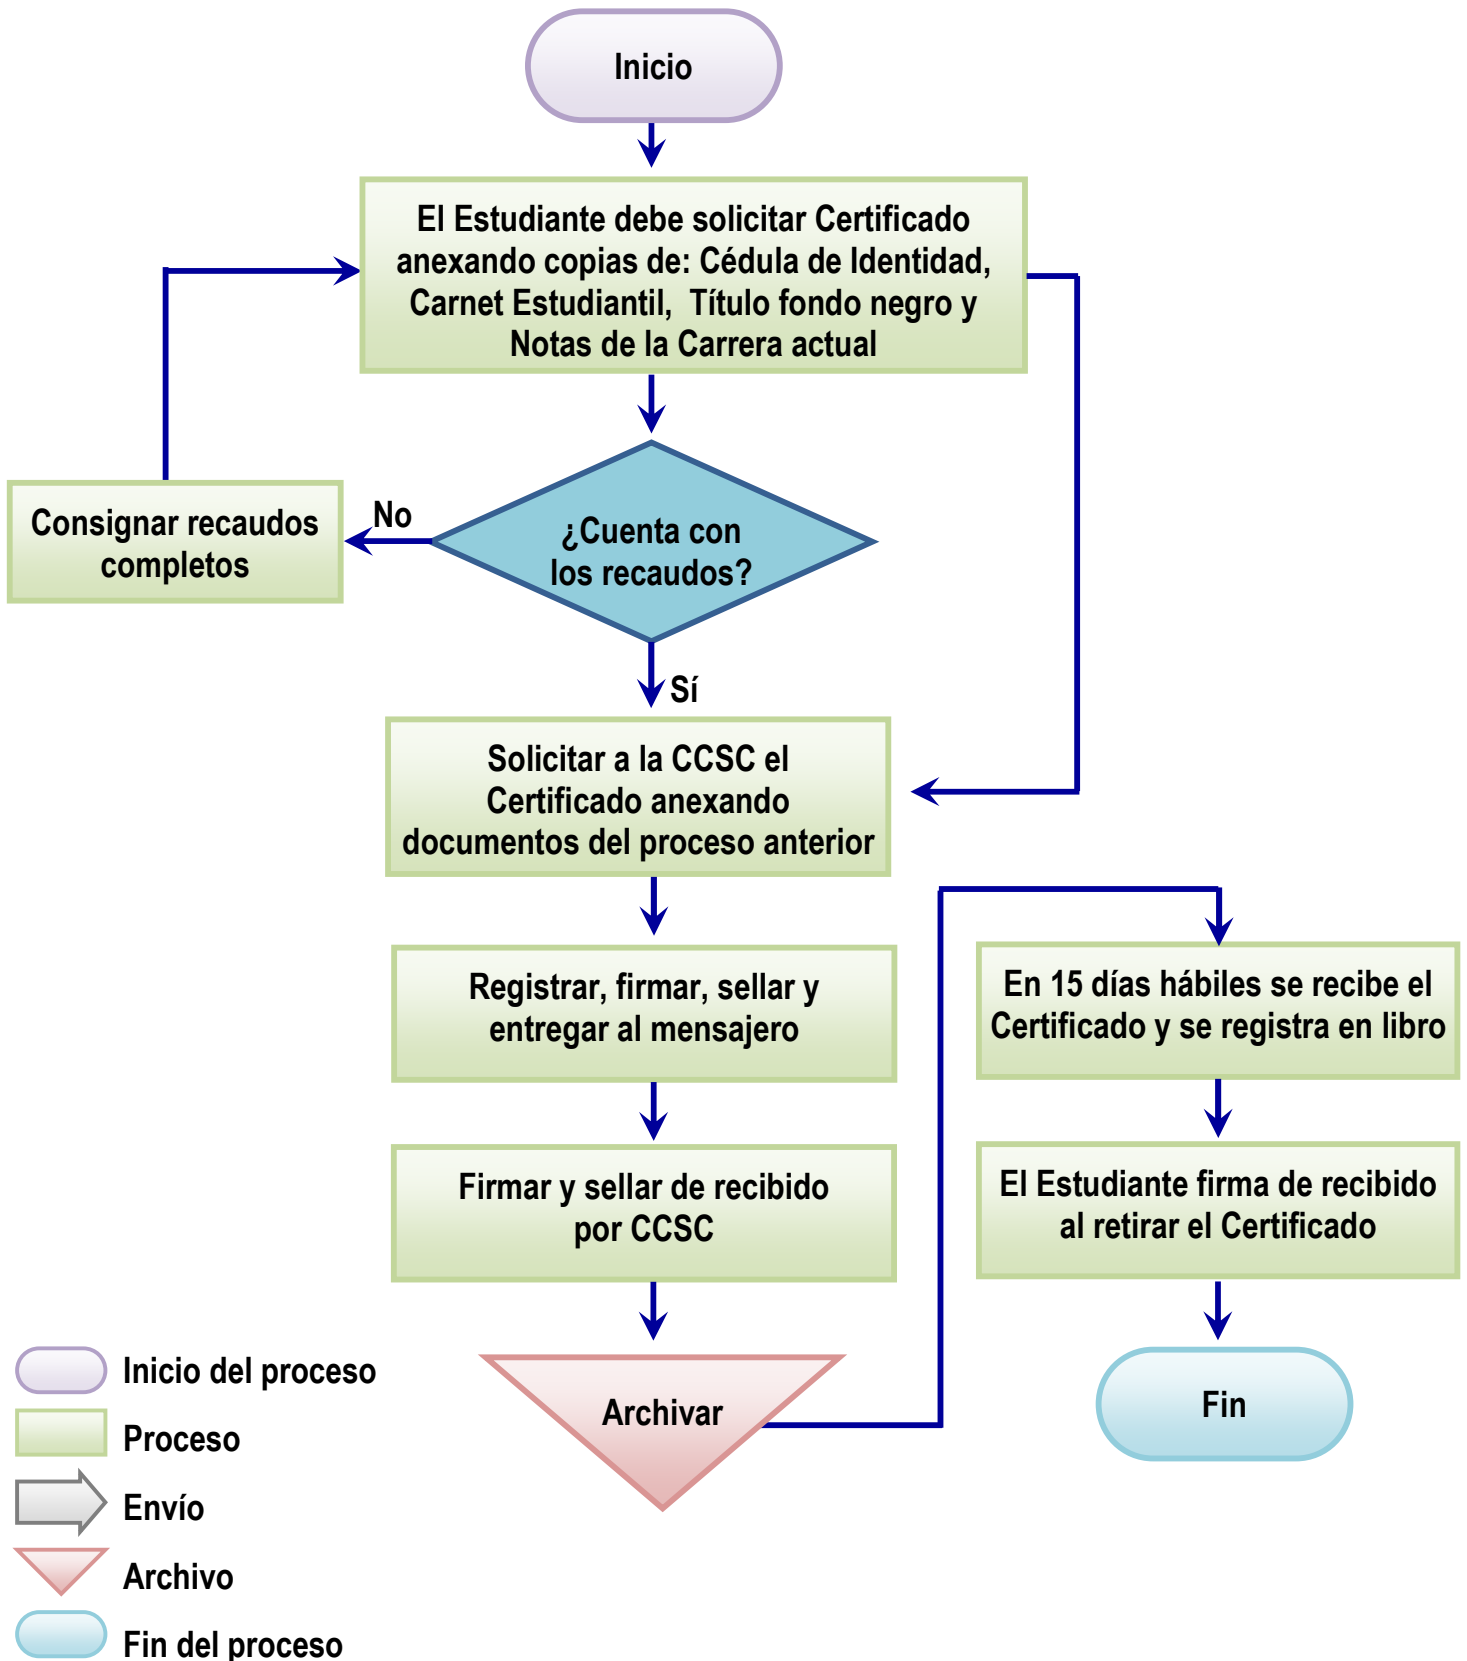 Inicio
El Estudiante debe solicitar Certificado
anexando copias de: Cédula de Identidad,
Carnet Estudiantil,  Título fondo negro y
Notas de la Carrera actual
¿Cuenta con
los recaudos?
No
Consignar recaudos
completos
Sí
Solicitar a la CCSC el
Certificado anexando
documentos del proceso anterior
Registrar, firmar, sellar y
entregar al mensajero
Firmar y sellar de recibido
por CCSC
Archivar
En 15 días hábiles se recibe el
Certificado y se registra en libro
El Estudiante firma de recibido
al retirar el Certificado
Fin
Inicio del proceso
Proceso
Envío
Archivo
Fin del proceso